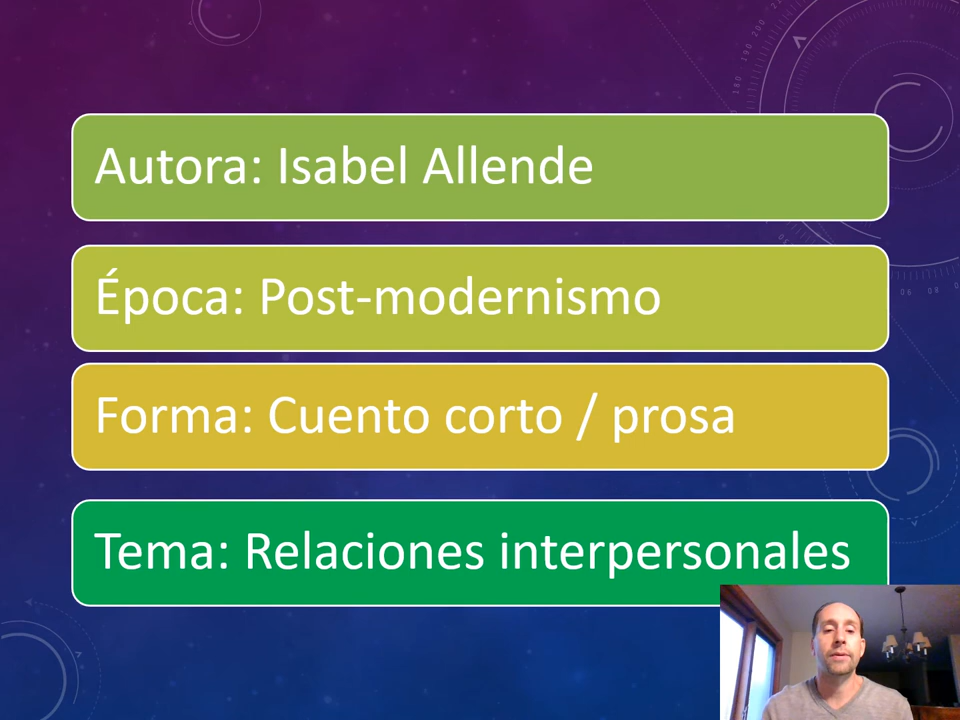 Autora: Isabel Allende
Época: Post-modernismo
Forma: Cuento corto / prosa
Tema: Relaciones interpersonales